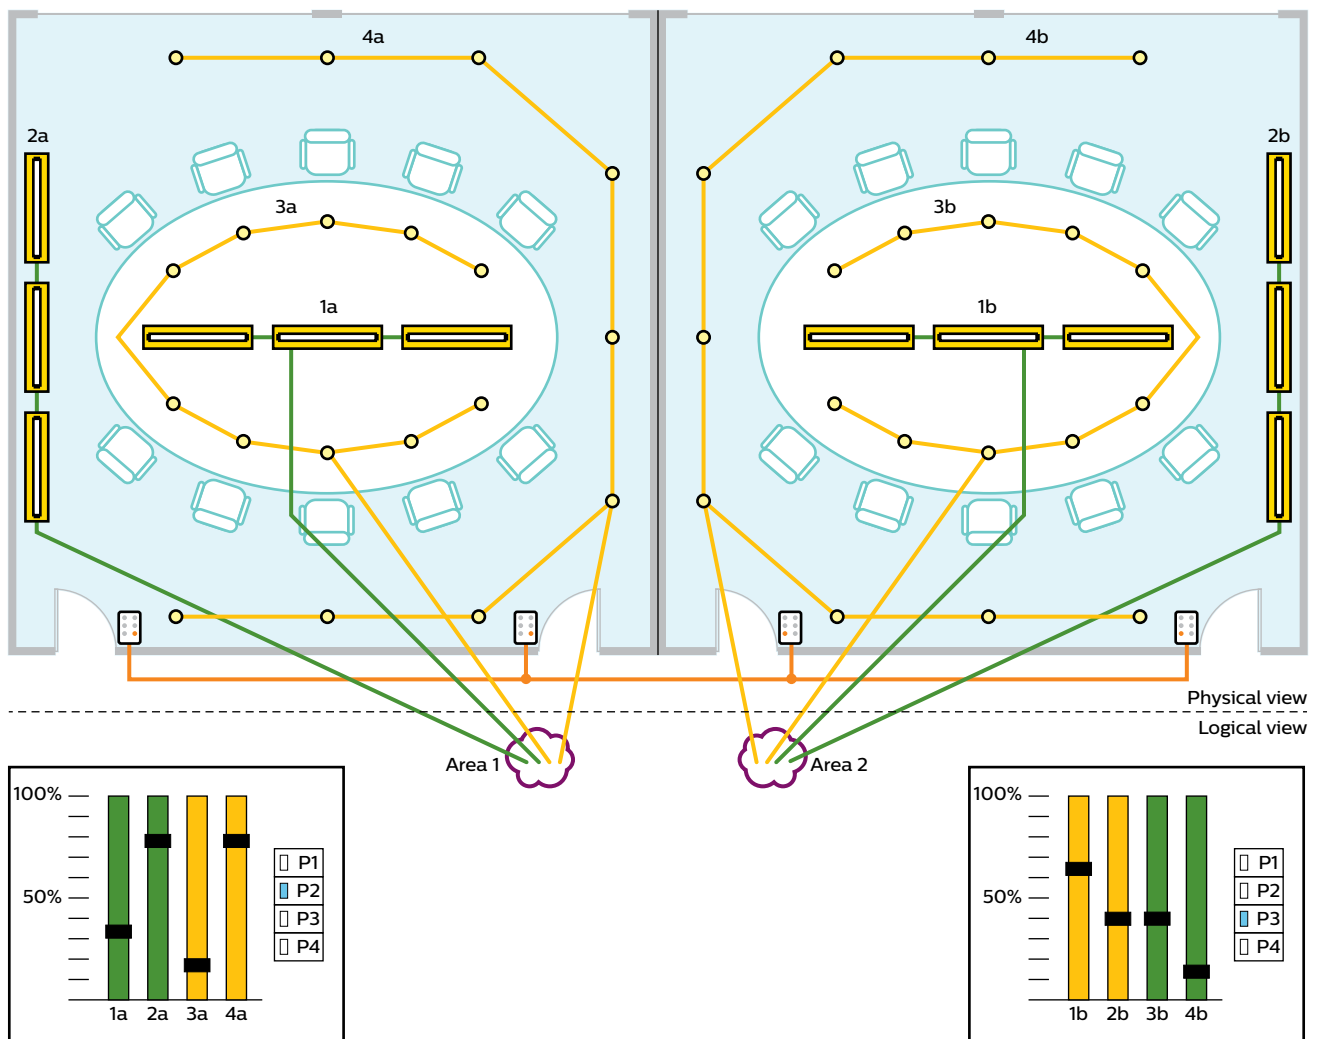 4a
4b
2a
2b
3a
3b
1a
1b
Physical view
Logical view
Area 1
Area 2
100%
50%
1a 2a 3a 4a
P1
P2
P3
P4
100%
50%
1b 2b 3b 4b
P1
P2
P3
P4